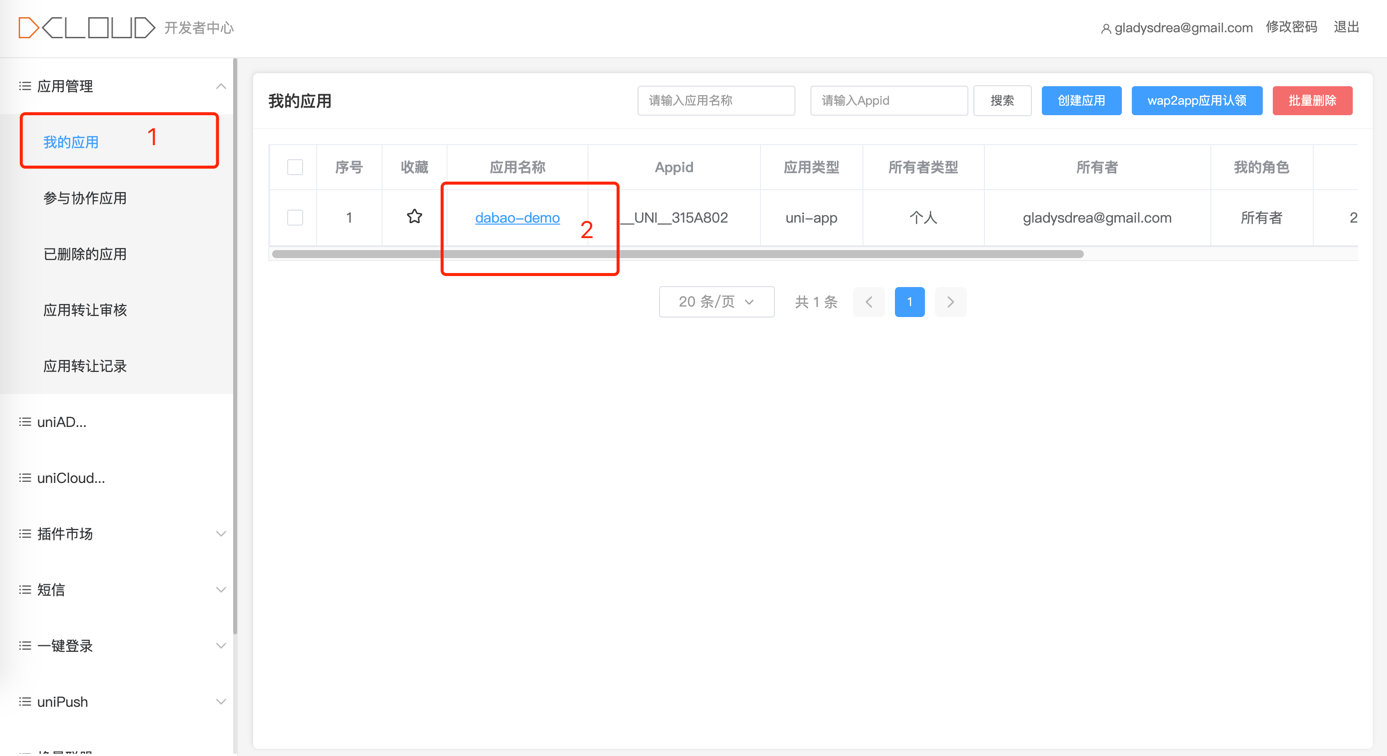 DCLOUD 开发者中心
gladysdrea@gmail.com 修改密码 退出
应用管理
我的应用 1
参与协作应用
已删除的应用
应用转让审核
应用转让记录
uniAD...
uniCloud...
插件市场
短信
一键登录
uniPush
我的应用 请输入应用名称 请输入Appid 搜索 创建应用 wap2app应用认领 批量删除
序号 收藏 应用名称 Appid 应用类型 所有者类型 所有者 我的角色
1 dabao-demo 2 __UNI__315A802 uni-app 个人 gladysdrea@gmail.com 所有者 2
20 条/页 共 1 条 1